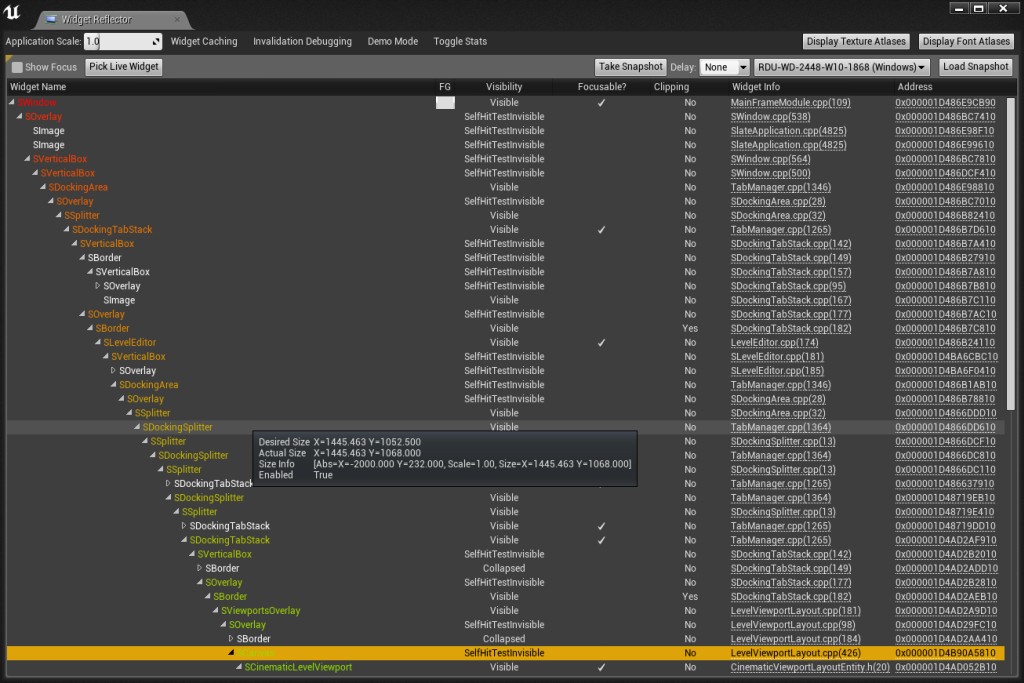 Widget Reflector
Application Scale: 1.0 Widget Caching Invalidation Debugging Demo Mode Toggle Stats Display Texture Atlases Display Font Atlases
Show Focus Pick Live Widget Take Snapshot Delay: None RDU-WD-2448-W10-1868 (Windows) Load Snapshot
Widget Name FG Visibility Focusable? Clipping Widget Info Address
SWindow Visible ✓ No MainFrameModule.cpp(109) 0x000001D486E9CB90
SOverlay SelfHitTestInvisible No SWindow.cpp(538) 0x000001D486BC7410
SImage SelfHitTestInvisible No SlateApplication.cpp(4825) 0x000001D486E98F10
SImage SelfHitTestInvisible No SlateApplication.cpp(4825) 0x000001D486E99610
SVerticalBox SelfHitTestInvisible No SWindow.cpp(564) 0x000001D486BC7810
SVerticalBox SelfHitTestInvisible No SWindow.cpp(500) 0x000001D486DCF410
SDockingArea Visible No TabManager.cpp(1346) 0x000001D486E98810
SOverlay SelfHitTestInvisible No SDockingArea.cpp(28) 0x000001D486BC7010
SSplitter Visible No SDockingArea.cpp(32) 0x000001D486B82410
SDockingTabStack Visible ✓ No TabManager.cpp(1265) 0x000001D486B7D610
SVerticalBox SelfHitTestInvisible No SDockingTabStack.cpp(142) 0x000001D486B7A410
SBorder Visible No SDockingTabStack.cpp(149) 0x000001D486B27910
SVerticalBox SelfHitTestInvisible No SDockingTabStack.cpp(157) 0x000001D486B7A810
SOverlay SelfHitTestInvisible No SDockingTabStack.cpp(95) 0x000001D486B7B810
SImage Visible No SDockingTabStack.cpp(167) 0x000001D486B7C110
SOverlay SelfHitTestInvisible No SDockingTabStack.cpp(177) 0x000001D486B7AC10
SBorder Visible Yes SDockingTabStack.cpp(182) 0x000001D486B7C810
SLevelEditor Visible ✓ No LevelEditor.cpp(174) 0x000001D486B24110
SVerticalBox SelfHitTestInvisible No SLevelEditor.cpp(181) 0x000001D4BA6CBC10
SOverlay SelfHitTestInvisible No SLevelEditor.cpp(185) 0x000001D4BA6F0410
SDockingArea Visible No TabManager.cpp(1346) 0x000001D486B1AB10
SOverlay SelfHitTestInvisible No SDockingArea.cpp(28) 0x000001D486B78810
SSplitter Visible No SDockingArea.cpp(32) 0x000001D4866DDD10
SDockingSplitter Visible No TabManager.cpp(1364) 0x000001D4866DD610
SSplitter No SDockingSplitter.cpp(13) 0x000001D4866DCF10
SDockingSplitter No TabManager.cpp(1364) 0x000001D4866DC810
SSplitter No SDockingSplitter.cpp(13) 0x000001D4866DC110
SDockingTabStack No TabManager.cpp(1265) 0x000001D486637910
Desired Size X=1445.463 Y=1052.500
Actual Size X=1445.463 Y=1068.000
Size Info [Abs=X=-2000.000 Y=232.000, Scale=1.00, Size=X=1445.463 Y=1068.000]
Enabled True
SDockingSplitter Visible No TabManager.cpp(1364) 0x000001D48719EB10
SSplitter Visible No SDockingSplitter.cpp(13) 0x000001D48719E410
SDockingTabStack Visible ✓ No TabManager.cpp(1265) 0x000001D48719DD10
SDockingTabStack Visible ✓ No TabManager.cpp(1265) 0x000001D4AD2AF910
SVerticalBox SelfHitTestInvisible No SDockingTabStack.cpp(142) 0x000001D4AD2B2010
SBorder Collapsed No SDockingTabStack.cpp(149) 0x000001D4AD2ADD10
SOverlay SelfHitTestInvisible No SDockingTabStack.cpp(177) 0x000001D4AD2B2810
SBorder Visible Yes SDockingTabStack.cpp(182) 0x000001D4AD2AEB10
SViewportsOverlay Visible No LevelViewportLayout.cpp(181) 0x000001D4AD2A9D10
SOverlay SelfHitTestInvisible No LevelViewportLayout.cpp(98) 0x000001D4AD29FC10
SBorder Collapsed No LevelViewportLayout.cpp(184) 0x000001D4AD2AA410
SelfHitTestInvisible No LevelViewportLayout.cpp(426) 0x000001D4B90A5810
SCinematicLevelViewport Visible ✓ No CinematicViewportLayoutEntity.h(20) 0x000001D4AD052B10